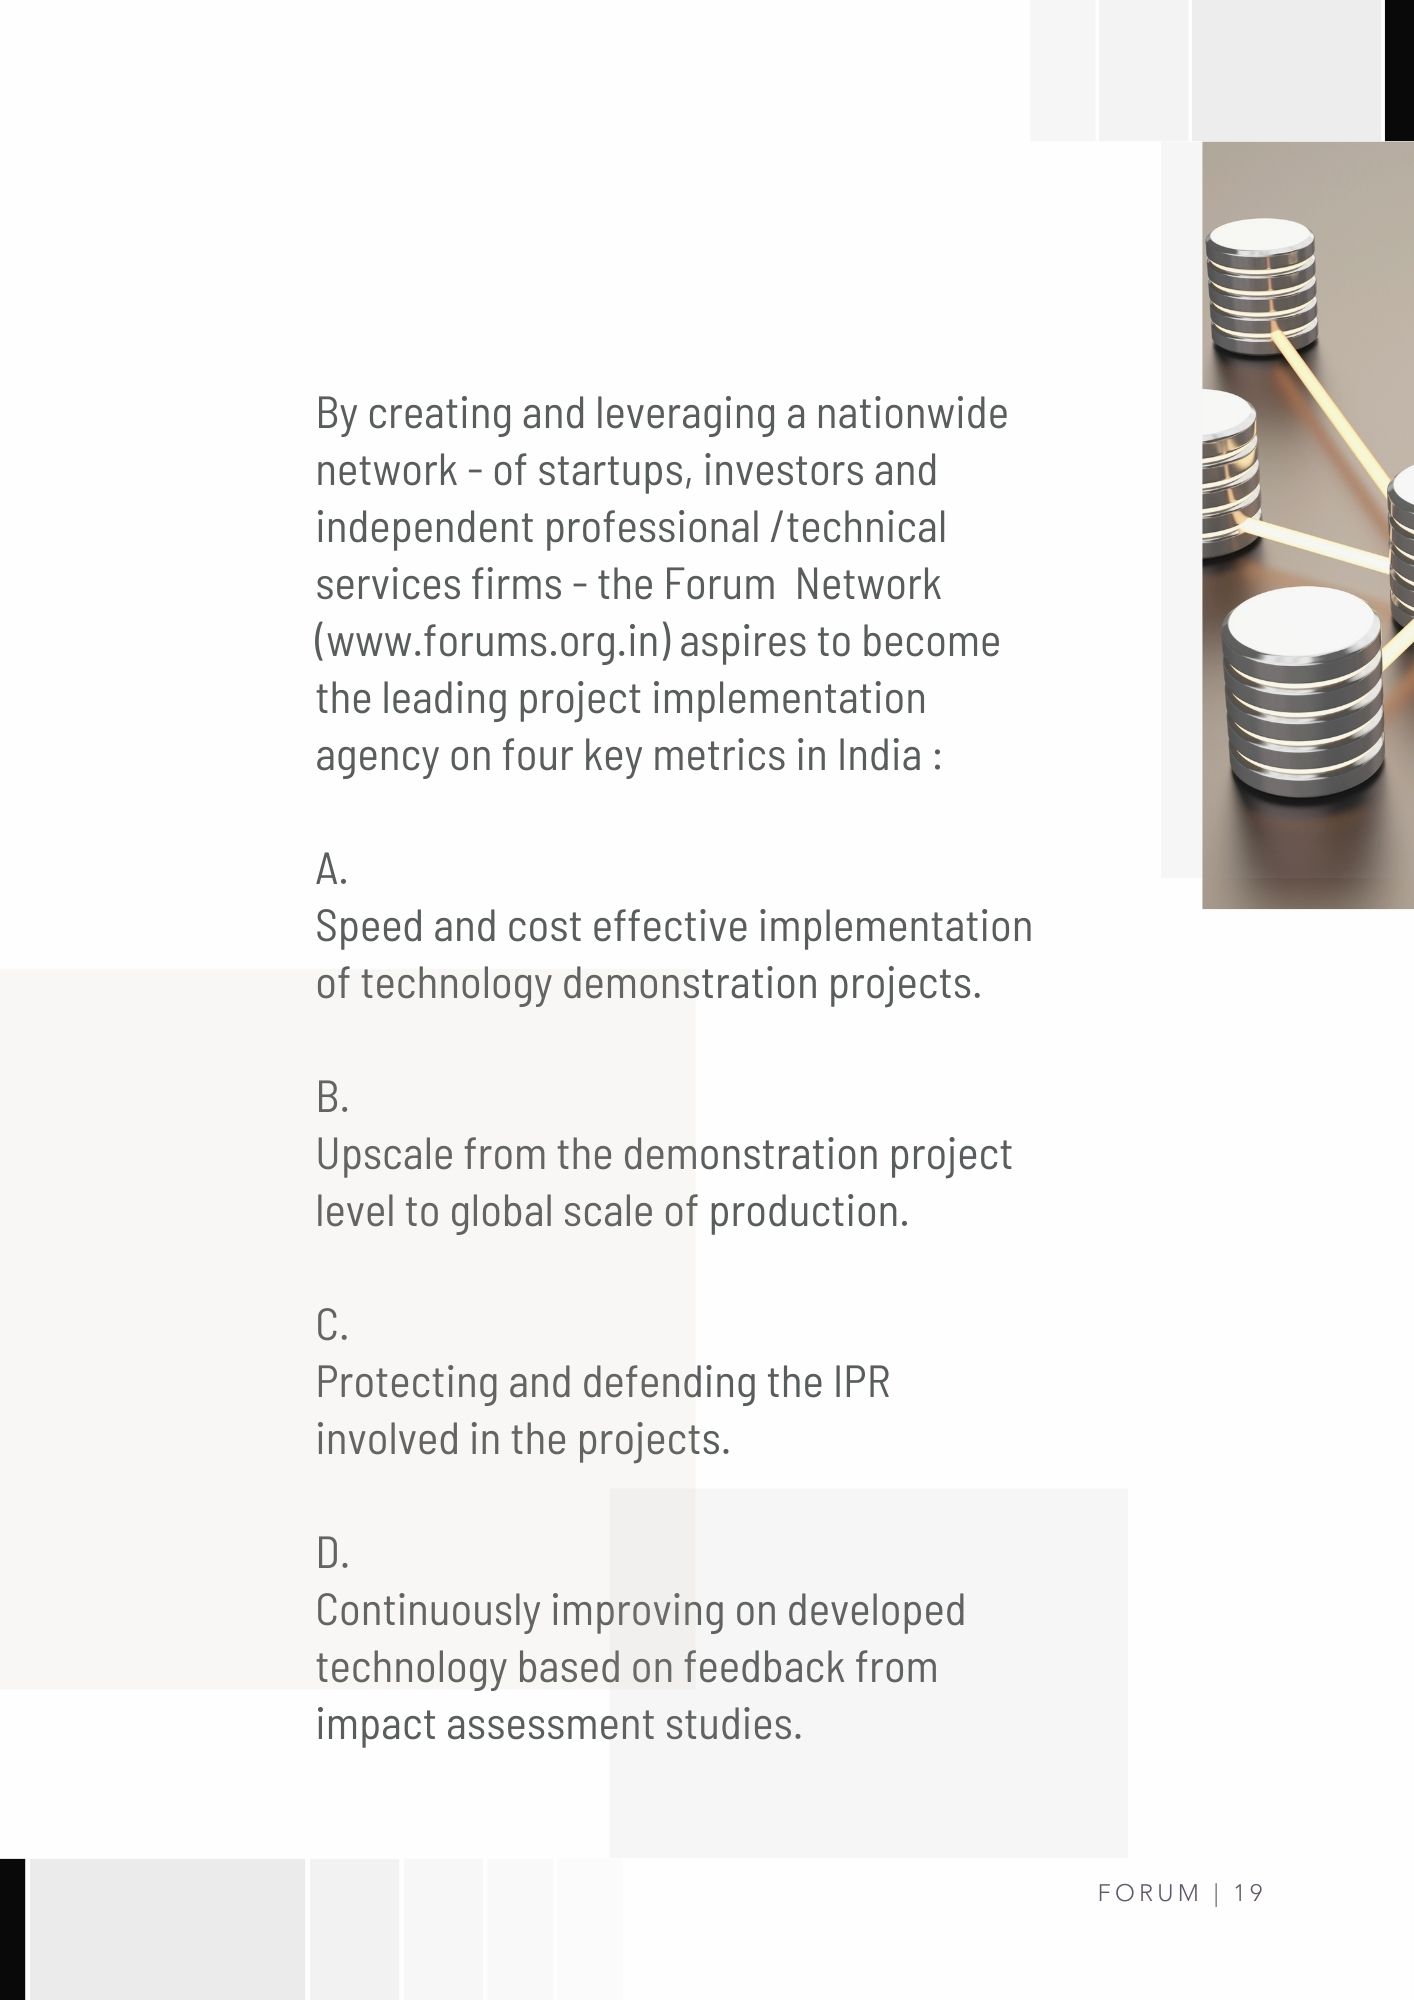 By creating and leveraging a nationwide
network - of startups, investors and
independent professional /technical
services firms - the Forum  Network
(www.forums.org.in) aspires to become
the leading project implementation
agency on four key metrics in India :
A.
Speed and cost effective implementation
of technology demonstration projects.
B.
Upscale from the demonstration project
level to global scale of production.
C.
Protecting and defending the IPR
involved in the projects.
D.
Continuously improving on developed
technology based on feedback from
impact assessment studies.
FORUM | 19